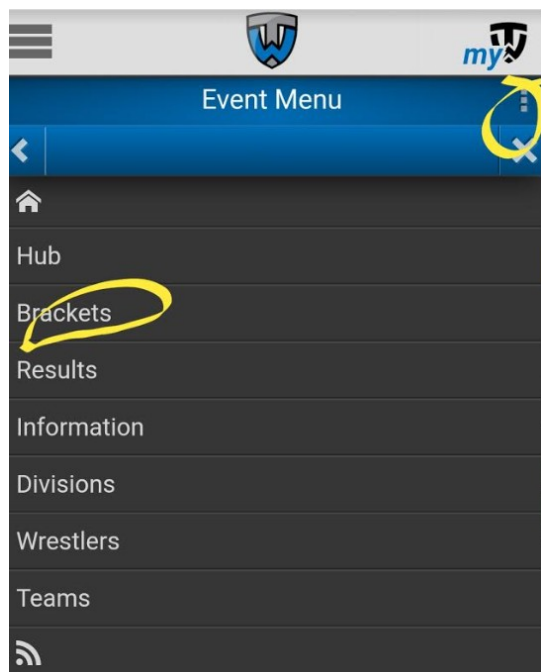 my W
Event Menu
Hub
Brackets
Results
Information
Divisions
Wrestlers
Teams